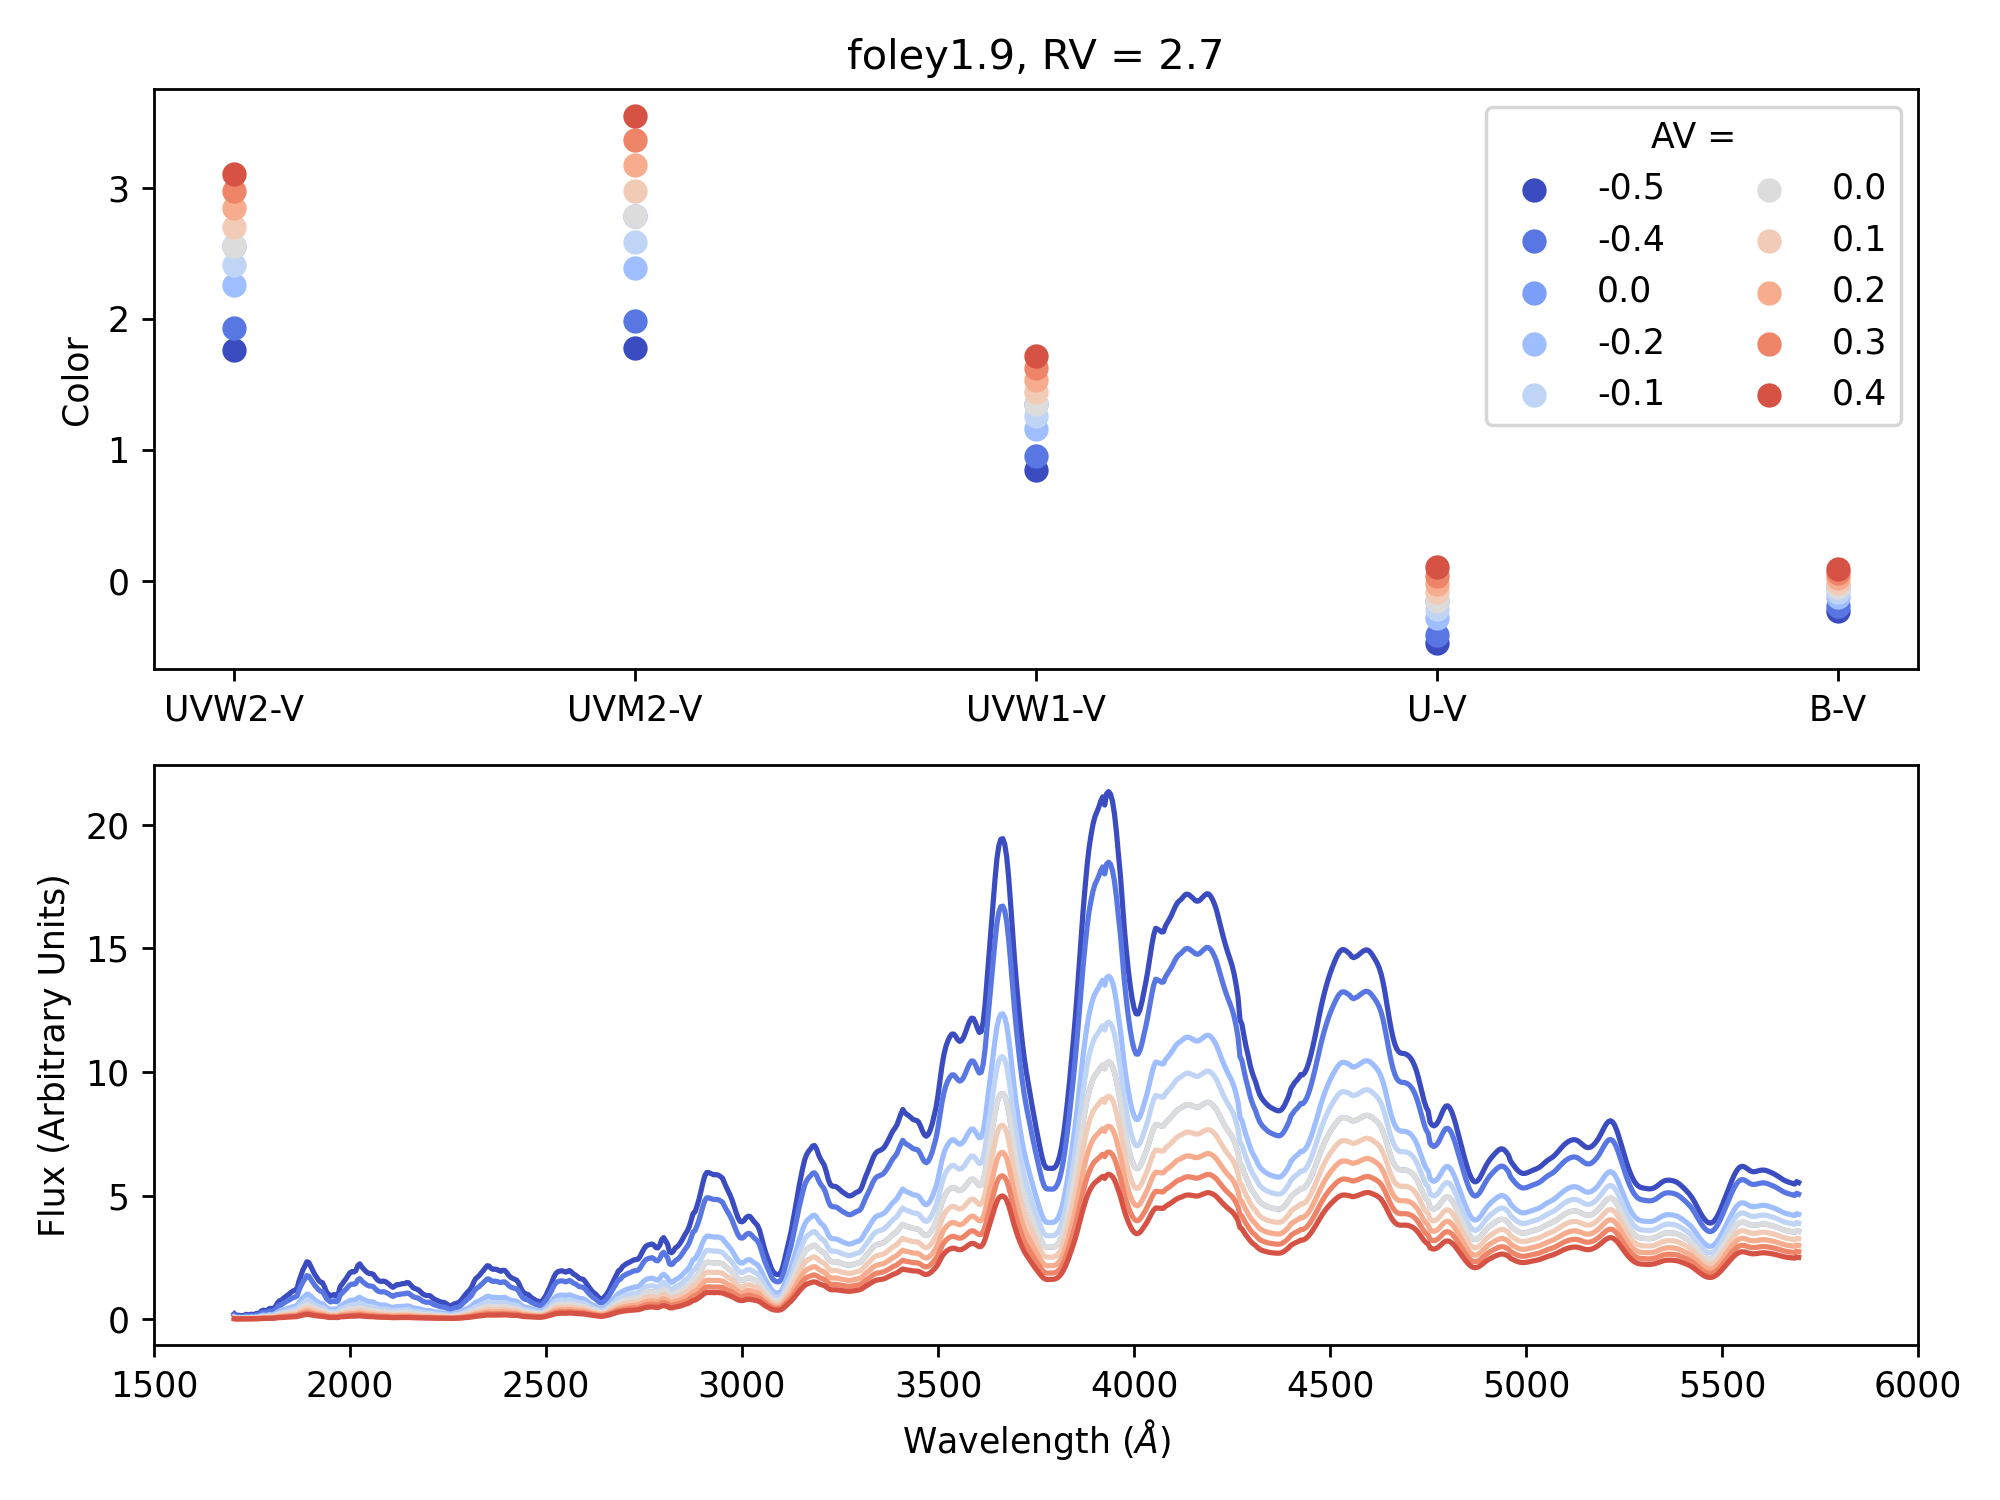 foley1.9, RV = 2.7
Color
3
2
1
0
AV =
-0.5 0.0
-0.4 0.1
0.0 0.2
-0.2 0.3
-0.1 0.4
UVW2-V UVM2-V UVW1-V U-V B-V
Flux (Arbitrary Units)
20
15
10
5
0
1500 2000 2500 3000 3500 4000 4500 5000 5500 6000
Wavelength (Å)